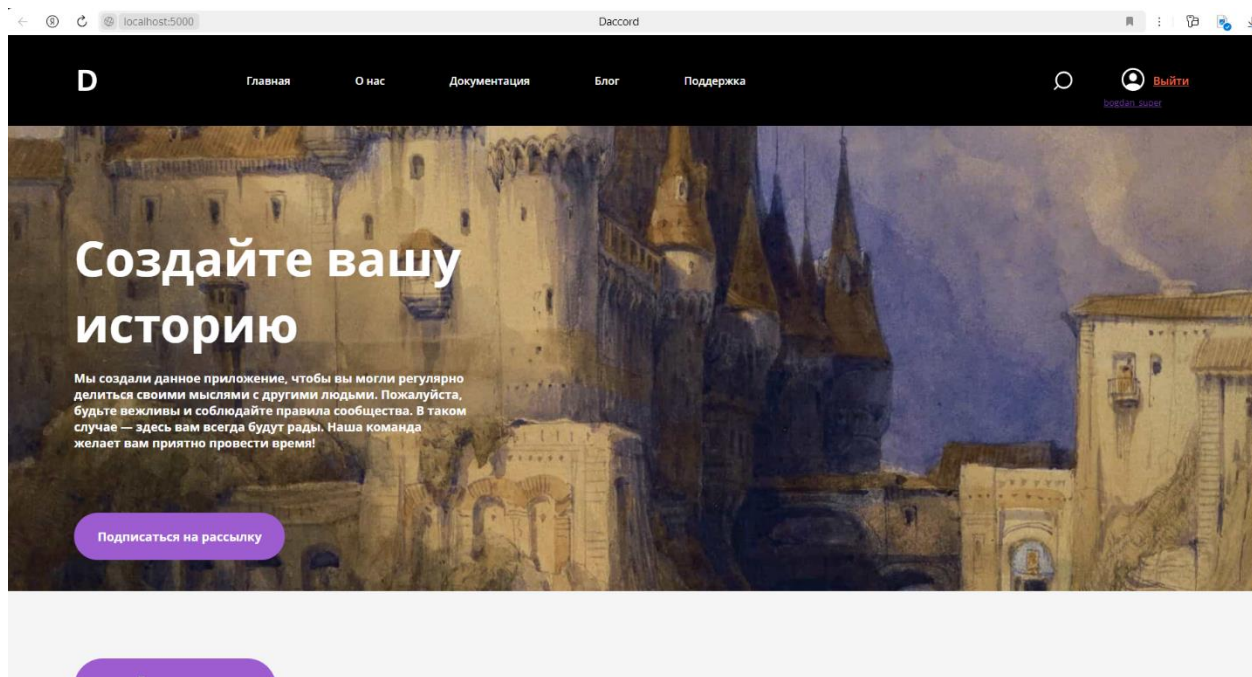 localhost:5000
Daccord
D
Главная
О нас
Документация
Блог
Поддержка
Выйти
bogdan_super
Создайте вашу
историю
Мы создали данное приложение, чтобы вы могли регулярно
делиться своими мыслями с другими людьми. Пожалуйста,
будьте вежливы и соблюдайте правила сообщества. В таком
случае — здесь вам всегда будут рады. Наша команда
желает вам приятно провести время!
Подписаться на рассылку